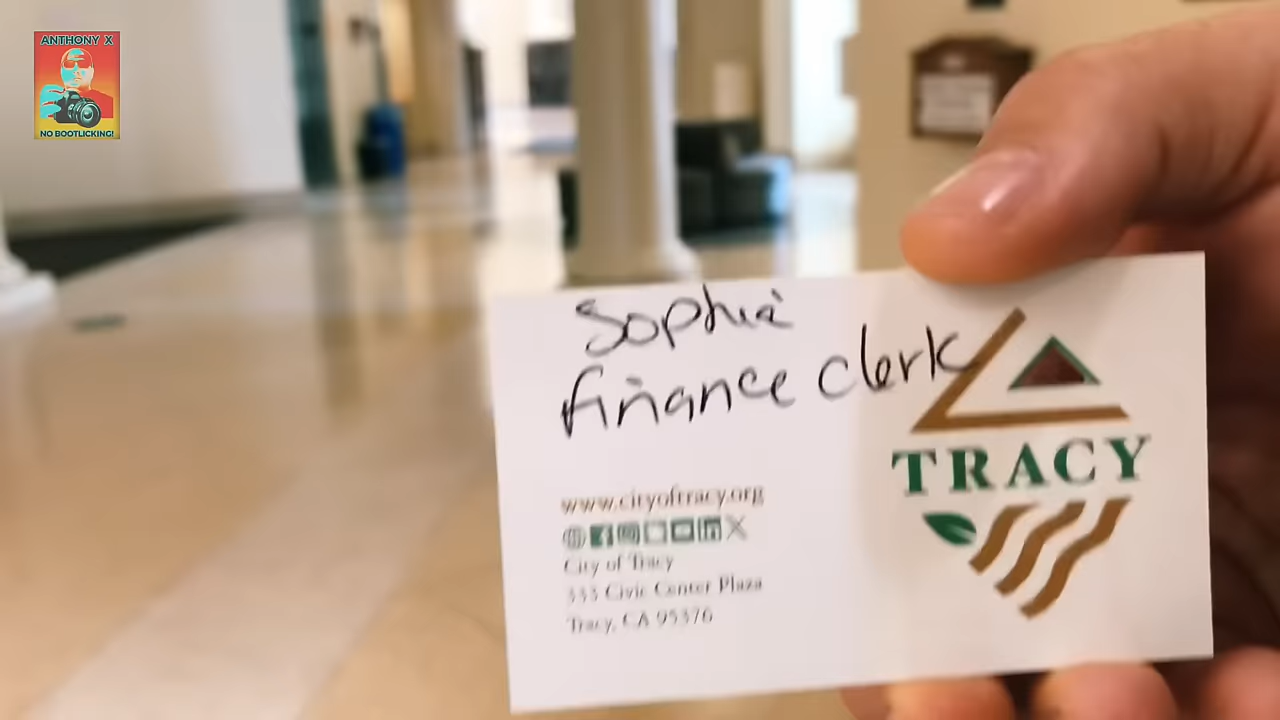 ANTHONY X
NO BOOTLICKING!
Sophia
finance clerk
TRACY
www.cityoftracy.org
City of Tracy
333 Civic Center Plaza
Tracy, CA 95376